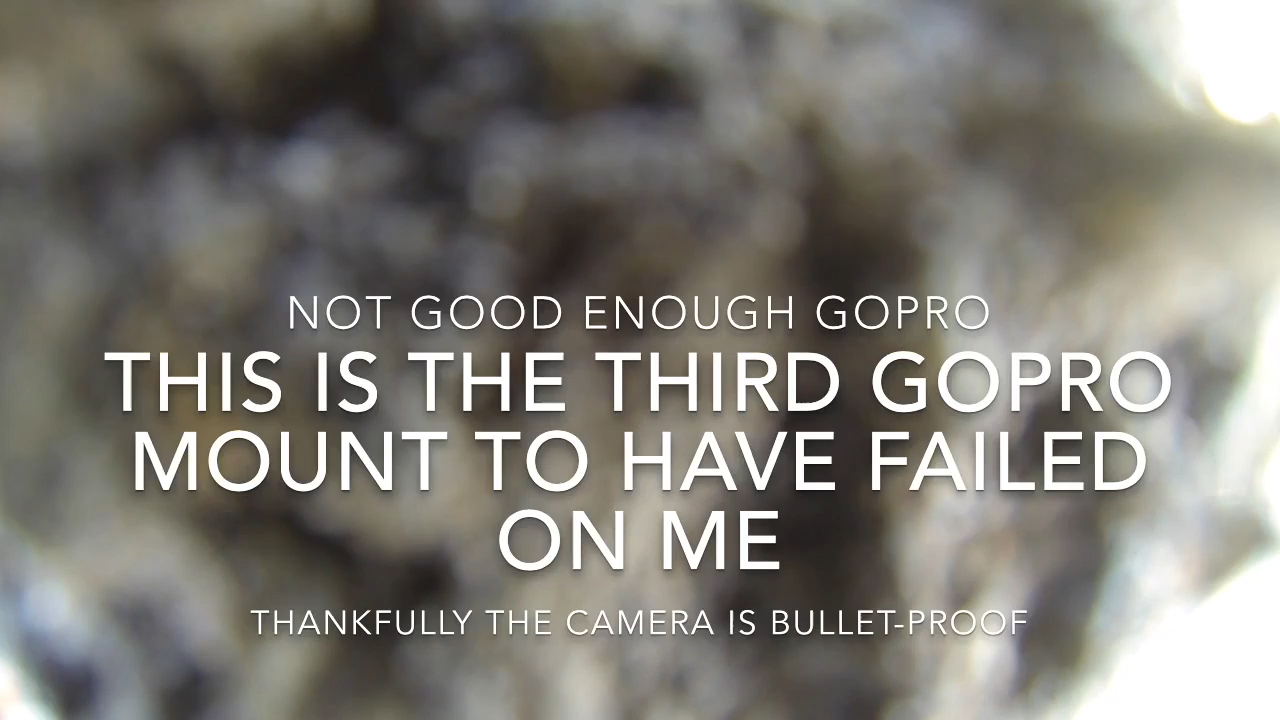 NOT GOOD ENOUGH GOPRO
THIS IS THE THIRD GOPRO
MOUNT TO HAVE FAILED
ON ME
THANKFULLY THE CAMERA IS BULLET-PROOF